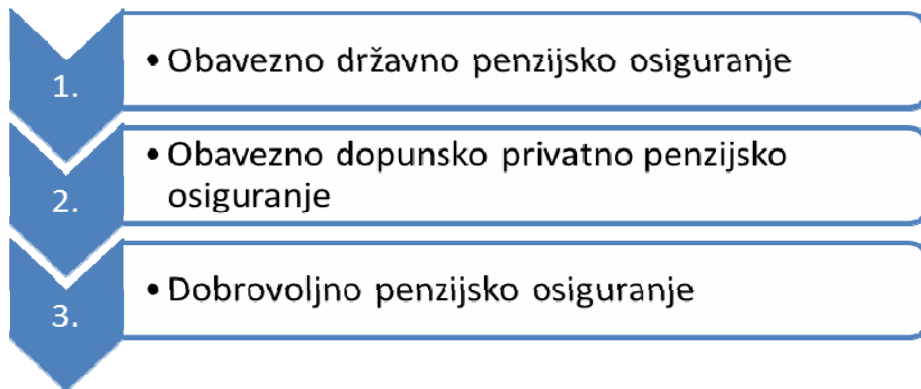 1.
• Obavezno državno penzijsko osiguranje
2.
• Obavezno dopunsko privatno penzijsko
osiguranje
3.
• Dobrovoljno penzijsko osiguranje